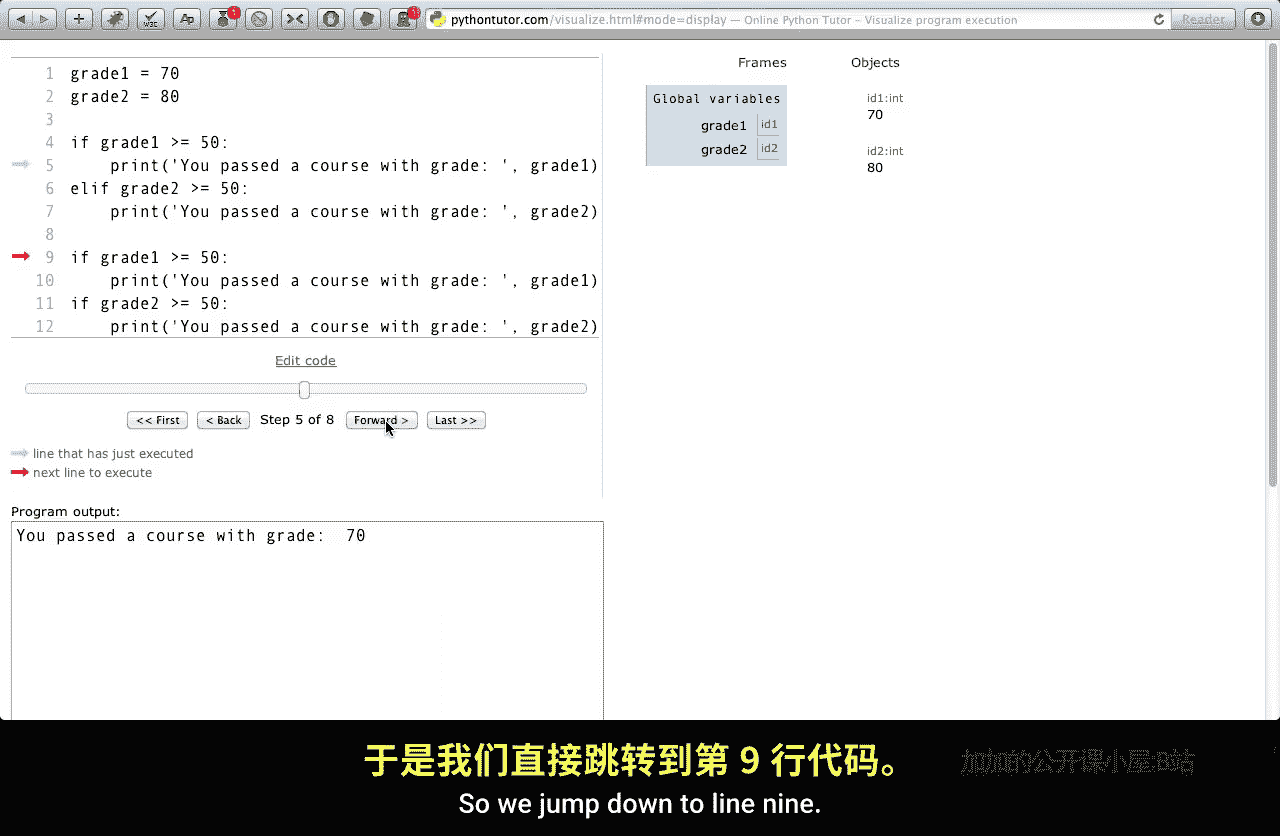 pythontutor.com/visualize.html#mode=display — Online Python Tutor – Visualize program execution
Reader
1 grade1 = 70
2 grade2 = 80
3
4 if grade1 >= 50:
5 print('You passed a course with grade: ', grade1)
6 elif grade2 >= 50:
7 print('You passed a course with grade: ', grade2)
8
9 if grade1 >= 50:
10 print('You passed a course with grade: ', grade1)
11 if grade2 >= 50:
12 print('You passed a course with grade: ', grade2)
Edit code
<< First < Back Step 5 of 8 Forward > Last >>
line that has just executed
next line to execute
Program output:
You passed a course with grade:  70
Frames Objects
Global variables
grade1 id1
grade2 id2
id1:int
70
id2:int
80
于是我们直接跳转到第 9 行代码。
加加的公开课小屋:B站
So we jump down to line nine.